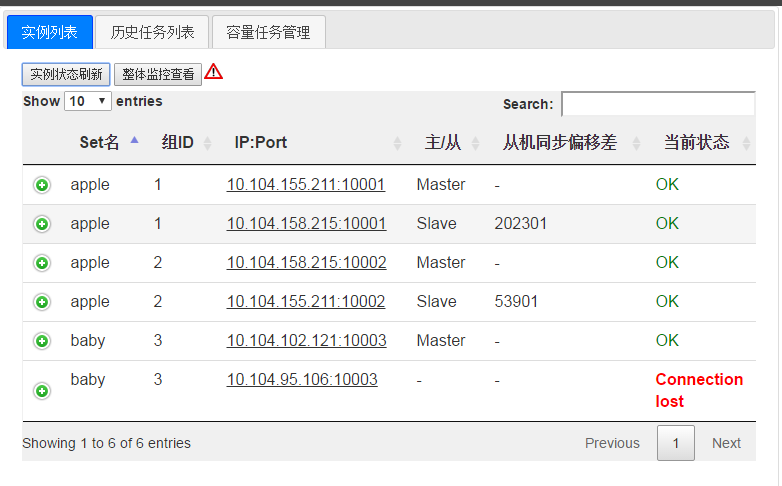 实例列表 历史任务列表 容量任务管理
实例状态刷新 整体监控查看
Show 10 entries Search:
Set名 组ID IP:Port 主/从 从机同步偏移差 当前状态
apple 1 10.104.155.211:10001 Master - OK
apple 1 10.104.158.215:10001 Slave 202301 OK
apple 2 10.104.158.215:10002 Master - OK
apple 2 10.104.155.211:10002 Slave 53901 OK
baby 3 10.104.102.121:10003 Master - OK
baby 3 10.104.95.106:10003 - - Connection
lost
Showing 1 to 6 of 6 entries Previous 1 Next